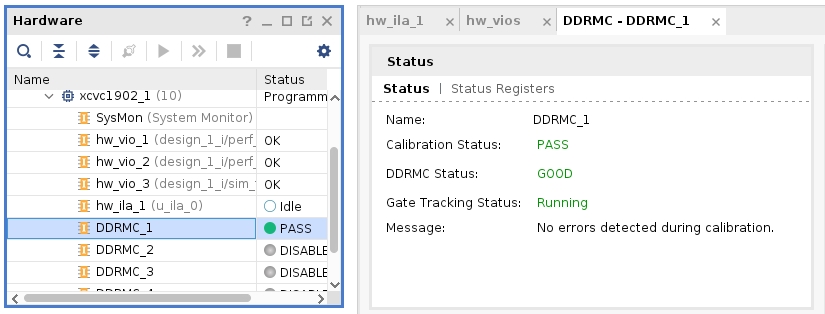 Hardware
Name Status
xcvc1902_1 (10) Programm
SysMon (System Monitor)
hw_vio_1 (design_1_i/perf_ OK
hw_vio_2 (design_1_i/perf_ OK
hw_vio_3 (design_1_i/sim_ OK
hw_ila_1 (u_ila_0) Idle
DDRMC_1 PASS
DDRMC_2 DISABLE
DDRMC_3 DISABLE
hw_ila_1 hw_vios DDRMC - DDRMC_1
Status
Status | Status Registers
Name: DDRMC_1
Calibration Status: PASS
DDRMC Status: GOOD
Gate Tracking Status: Running
Message: No errors detected during calibration.